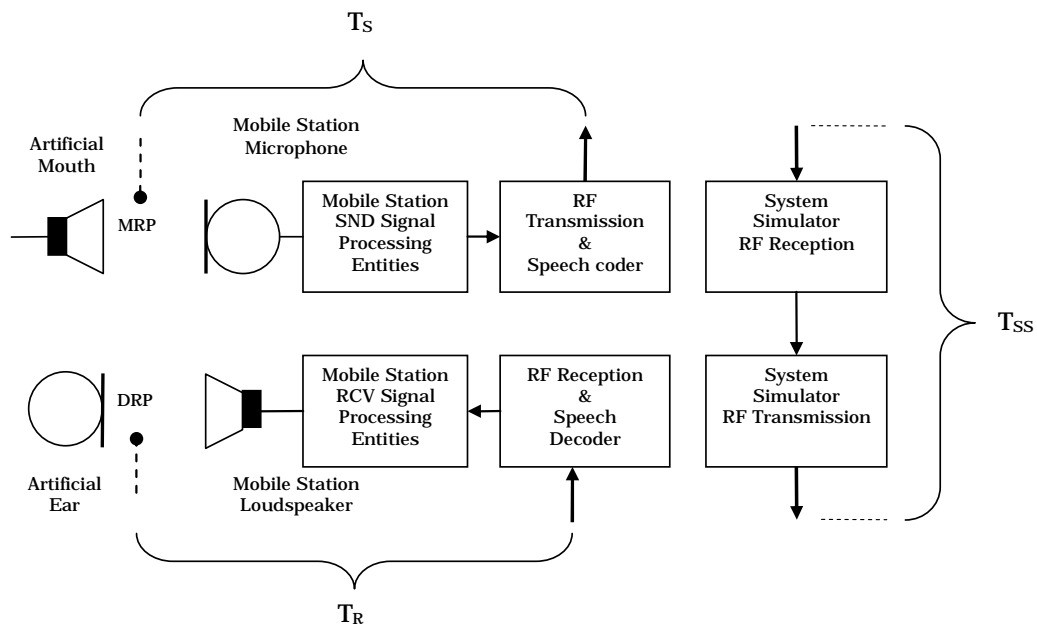 TS
Artificial
Mouth
MRP
Mobile Station
Microphone
Mobile Station
SND Signal
Processing
Entities
RF
Transmission
&
Speech coder
System
Simulator
RF Reception
TSS
DRP
Artificial
Ear
Mobile Station
Loudspeaker
Mobile Station
RCV Signal
Processing
Entities
RF Reception
&
Speech
Decoder
System
Simulator
RF Transmission
TR